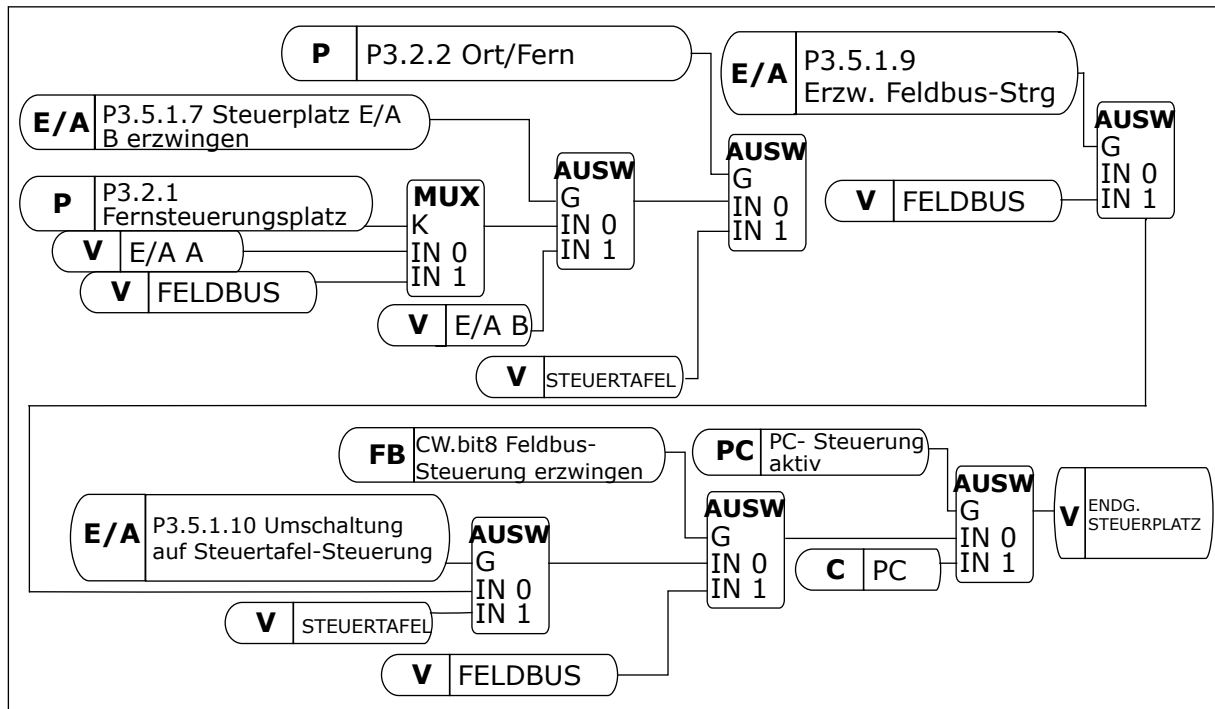 P P3.2.2 Ort/Fern
E/A P3.5.1.9
Erzw. Feldbus-Strg
E/A P3.5.1.7 Steuerplatz E/A
B erzwingen
P P3.2.1
Fernsteuerungsplatz
V E/A A
V FELDBUS
MUX
K
IN 0
IN 1
AUSW
G
IN 0
IN 1
V E/A B
AUSW
G
IN 0
IN 1
V STEUERTAFEL
V FELDBUS
AUSW
G
IN 0
IN 1
FB CW.bit8 Feldbus-
Steuerung erzwingen
PC PC- Steuerung
aktiv
E/A P3.5.1.10 Umschaltung
auf Steuertafel-Steuerung
V STEUERTAFEL
AUSW
G
IN 0
IN 1
V FELDBUS
AUSW
G
IN 0
IN 1
C PC
AUSW
G
IN 0
IN 1
V ENDG.
STEUERPLATZ